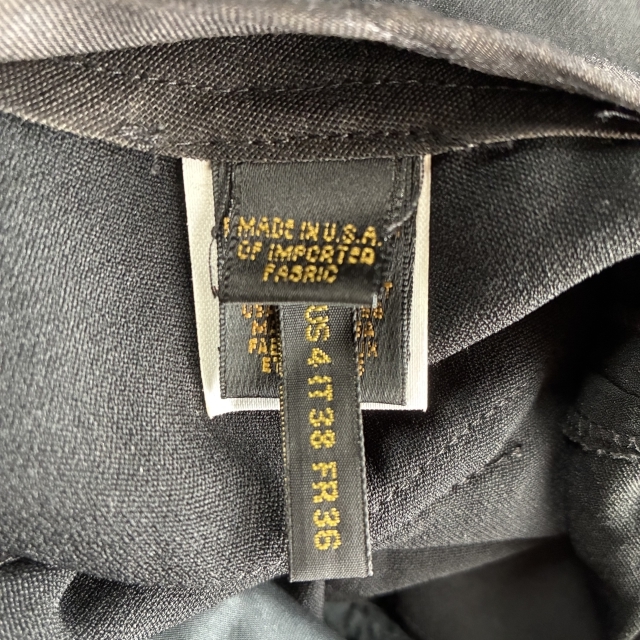 MADE IN U.S.A.
OF IMPORTED
FABRIC
US 4 IT 38 FR 36